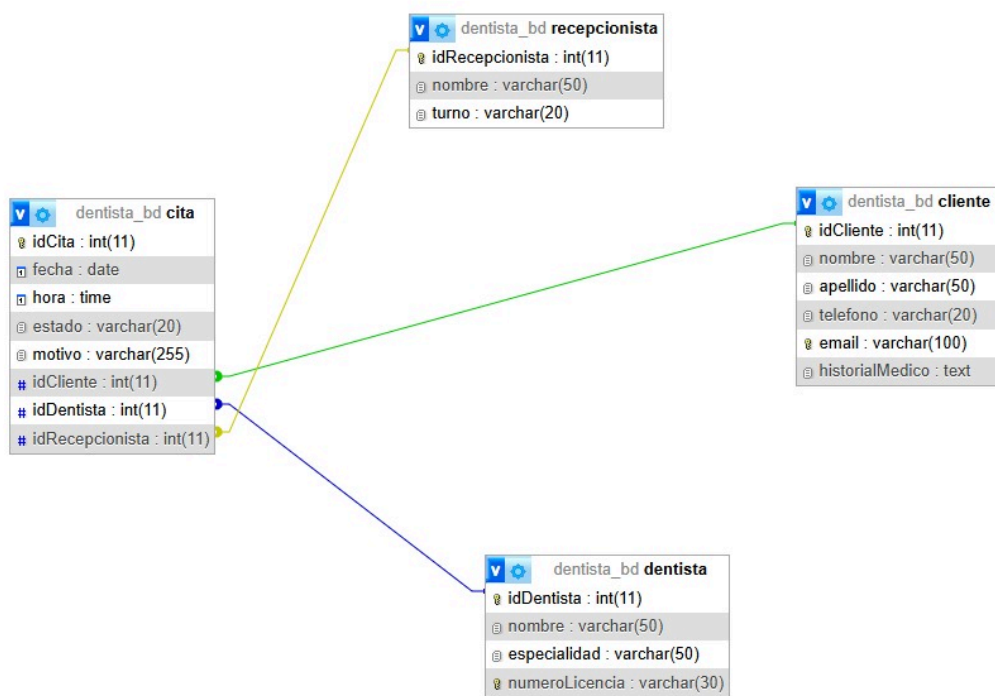 dentista_bd recepcionista
idRecepcionista : int(11)
nombre : varchar(50)
turno : varchar(20)
dentista_bd cita
idCita : int(11)
fecha : date
hora : time
estado : varchar(20)
motivo : varchar(255)
idCliente : int(11)
idDentista : int(11)
idRecepcionista : int(11)
dentista_bd cliente
idCliente : int(11)
nombre : varchar(50)
apellido : varchar(50)
telefono : varchar(20)
email : varchar(100)
historialMedico : text
dentista_bd dentista
idDentista : int(11)
nombre : varchar(50)
especialidad : varchar(50)
numeroLicencia : varchar(30)